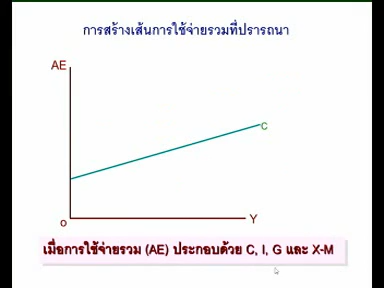 การสร้างเส้นการใช้จ่ายรวมที่ปรารถนา
AE
C
O
Y
เมื่อการใช้จ่ายรวม (AE) ประกอบด้วย C, I, G และ X-M